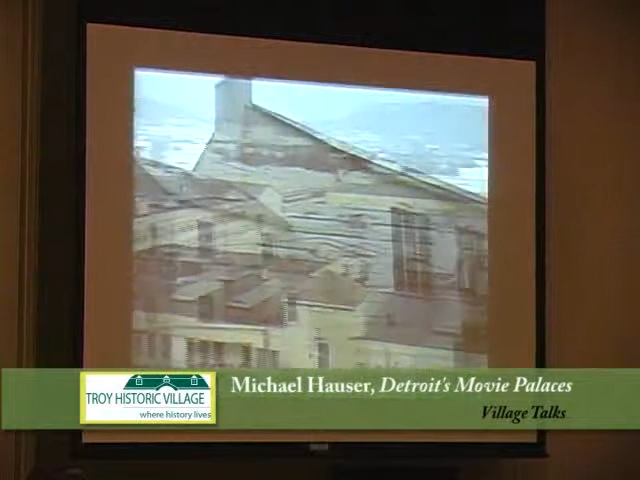 TROY HISTORIC VILLAGE
where history lives
Michael Hauser, Detroit's Movie Palaces
Village Talks